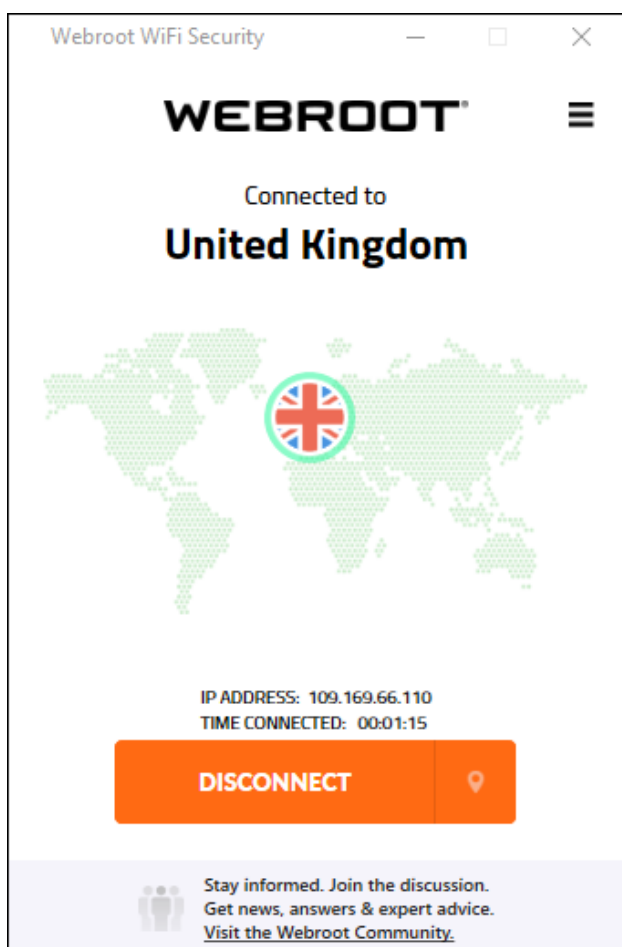 Webroot WiFi Security
WEBROOT®
Connected to
United Kingdom
IP ADDRESS: 109.169.66.110
TIME CONNECTED: 00:01:15
DISCONNECT
Stay informed. Join the discussion.
Get news, answers & expert advice.
Visit the Webroot Community.